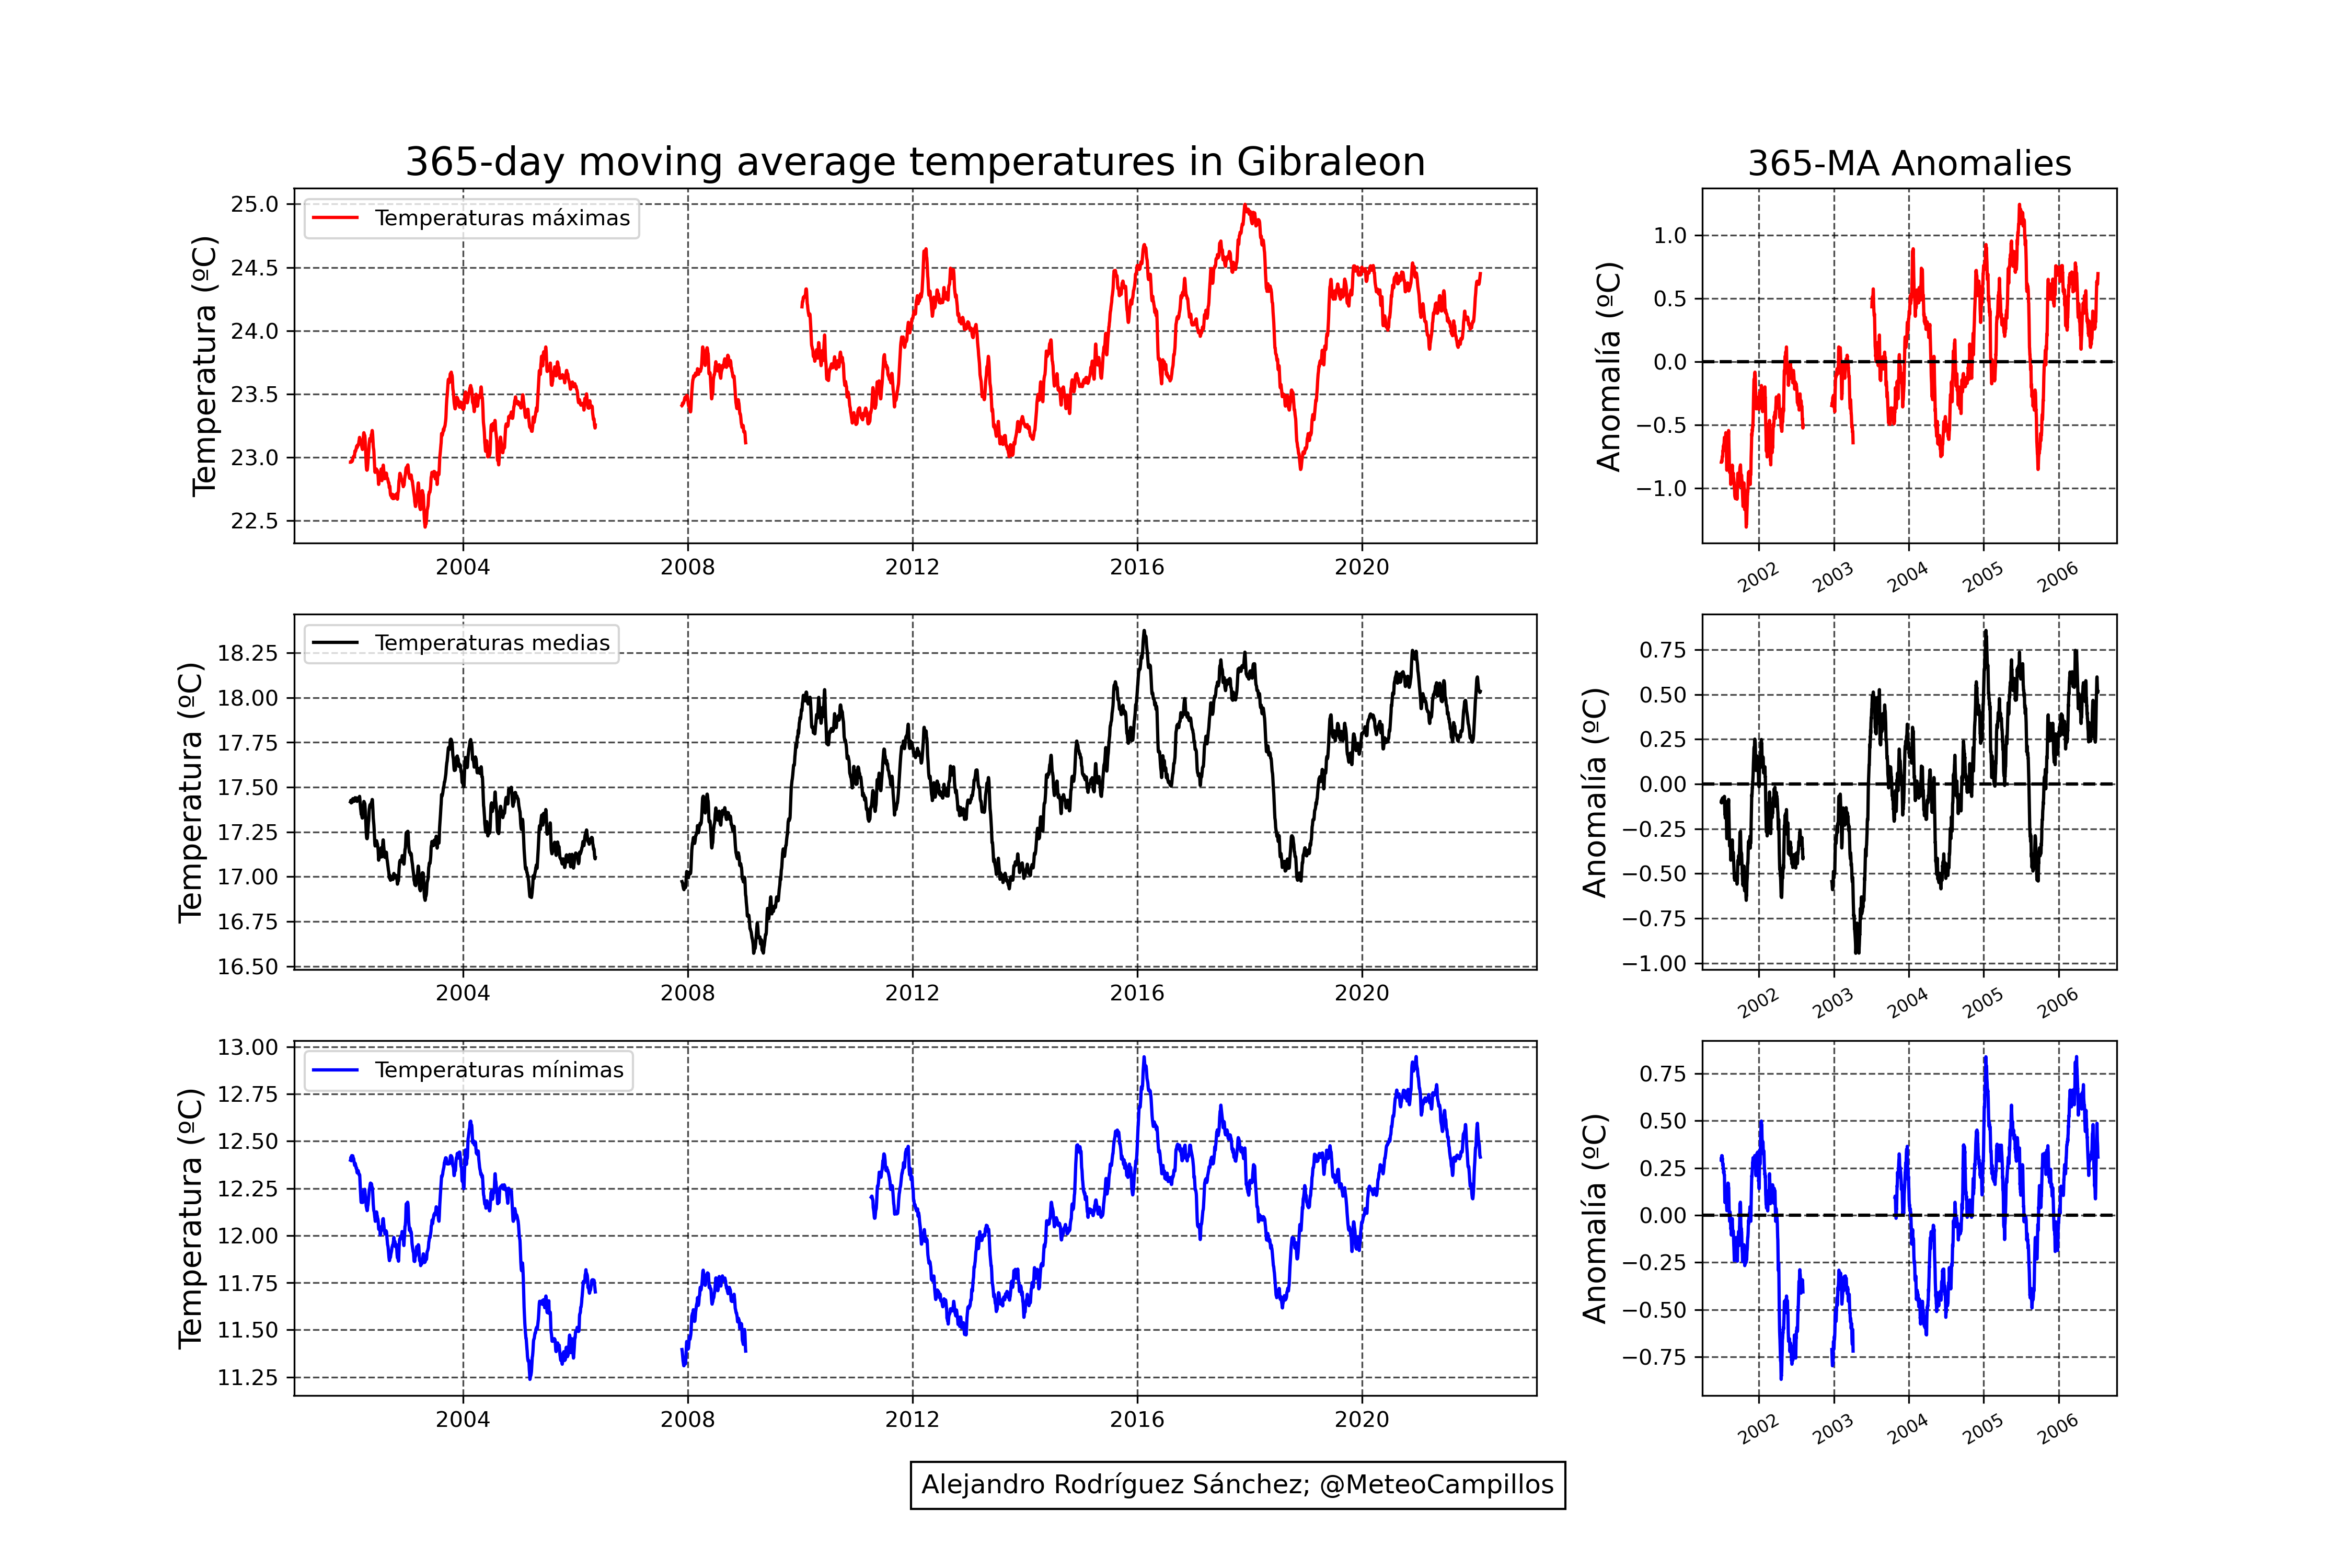 365-day moving average temperatures in Gibraleon
365-MA Anomalies
Temperatura (ºC)
25.0
24.5
24.0
23.5
23.0
22.5
Temperaturas máximas
2004 2008 2012 2016 2020
Anomalía (ºC)
1.0
0.5
0.0
−0.5
−1.0
2002 2003 2004 2005 2006
Temperatura (ºC)
18.25
18.00
17.75
17.50
17.25
17.00
16.75
16.50
Temperaturas medias
2004 2008 2012 2016 2020
Anomalía (ºC)
0.75
0.50
0.25
0.00
−0.25
−0.50
−0.75
−1.00
2002 2003 2004 2005 2006
Temperatura (ºC)
13.00
12.75
12.50
12.25
12.00
11.75
11.50
11.25
Temperaturas mínimas
2004 2008 2012 2016 2020
Anomalía (ºC)
0.75
0.50
0.25
0.00
−0.25
−0.50
−0.75
2002 2003 2004 2005 2006
Alejandro Rodríguez Sánchez; @MeteoCampillos